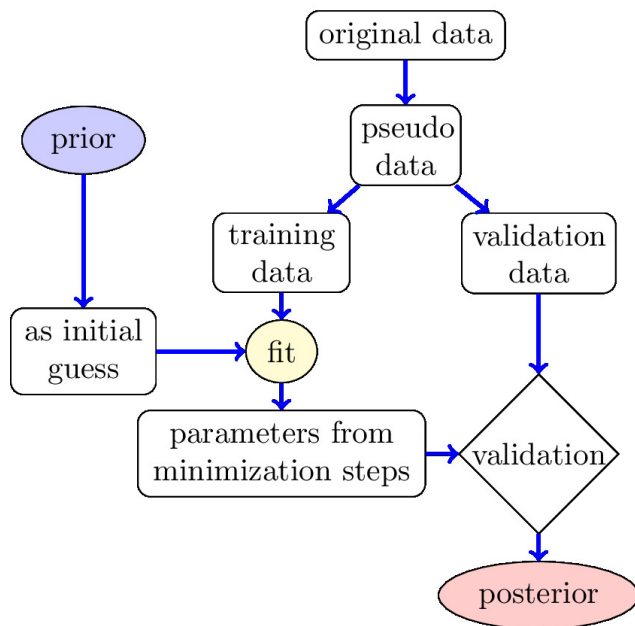 original data
prior
pseudo
data
training
data
validation
data
as initial
guess
fit
parameters from
minimization steps
validation
posterior